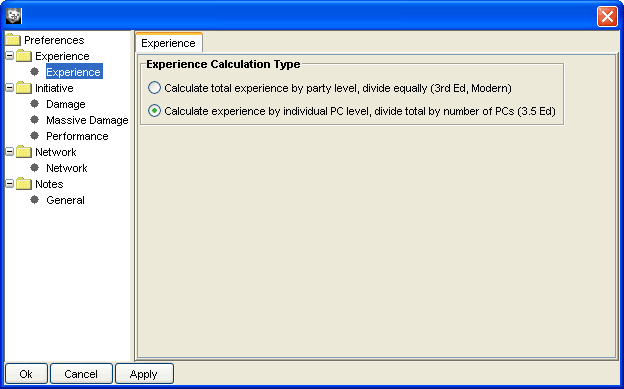 Preferences
Experience
Experience
Initiative
Damage
Massive Damage
Performance
Network
Network
Notes
General
Experience
Experience Calculation Type
Calculate total experience by party level, divide equally (3rd Ed, Modern)
Calculate experience by individual PC level, divide total by number of PCs (3.5 Ed)
Ok
Cancel
Apply